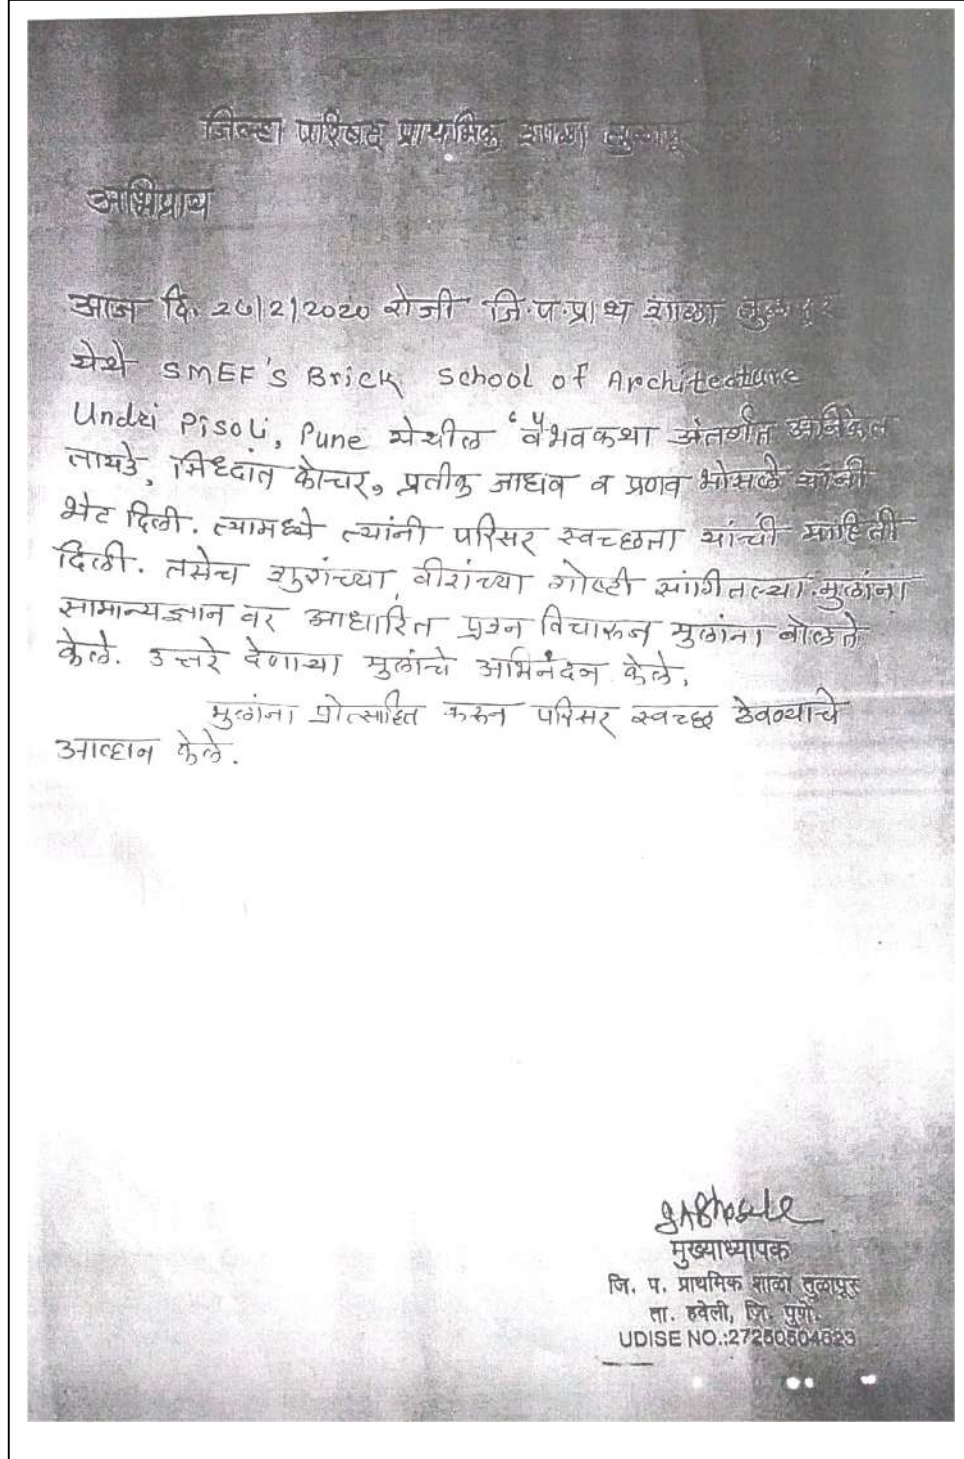 जिल्हा परिषद प्राथमिक शाळा तुळापूर
अभिप्राय
आज दि. 26/2/2020 रोजी जि.प.प्राथ शाळा तुळापूर
येथे SMEF'S Brick School of Architecture
Undri Pisoli, Pune येथील "वैभवकथा अंतर्गत अनिकेत
तायडे, सिध्दांत कोचर, प्रतीक जाधव व प्रणव भोसले यांनी
भेट दिली. त्यामध्ये त्यांनी परिसर स्वच्छता यांची माहिती
दिली. तसेच शुरांच्या, वीरांच्या गोष्टी सांगितल्या. मुलांना
सामान्यज्ञान वर आधारित प्रश्न विचारुन मुलांना बोलते
केले. उत्तरे देणाऱ्या मुलांचे अभिनंदन केले.
मुलांना प्रोत्साहित करुन परिसर स्वच्छ ठेवण्याचे
आव्हान केले.
मुख्याध्यापक
जि. प. प्राथमिक शाळा तुळापूर
ता. हवेली, जि. पुणे.
UDISE NO.:27250504623